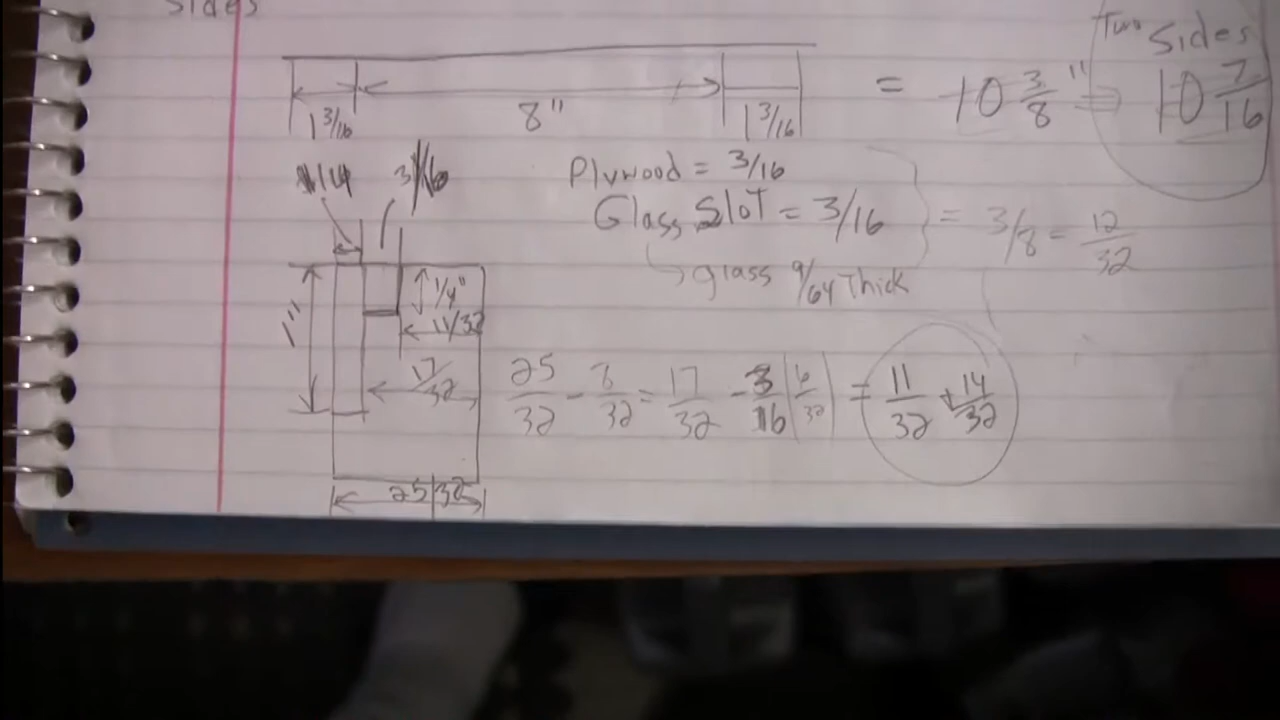 Sides
Two Sides
1 3/16 8" 1 3/16 = 10 3/8" 10 7/16
1/4 3/16
Plywood = 3/16
Glass Slot = 3/16
= 3/8 = 12/32
glass 9/64 Thick
1" 1/4"
11/32
17/32
25/32 - 8/32 = 17/32 - 3/16 | 6/32 | = 11/32 14/32
25/32